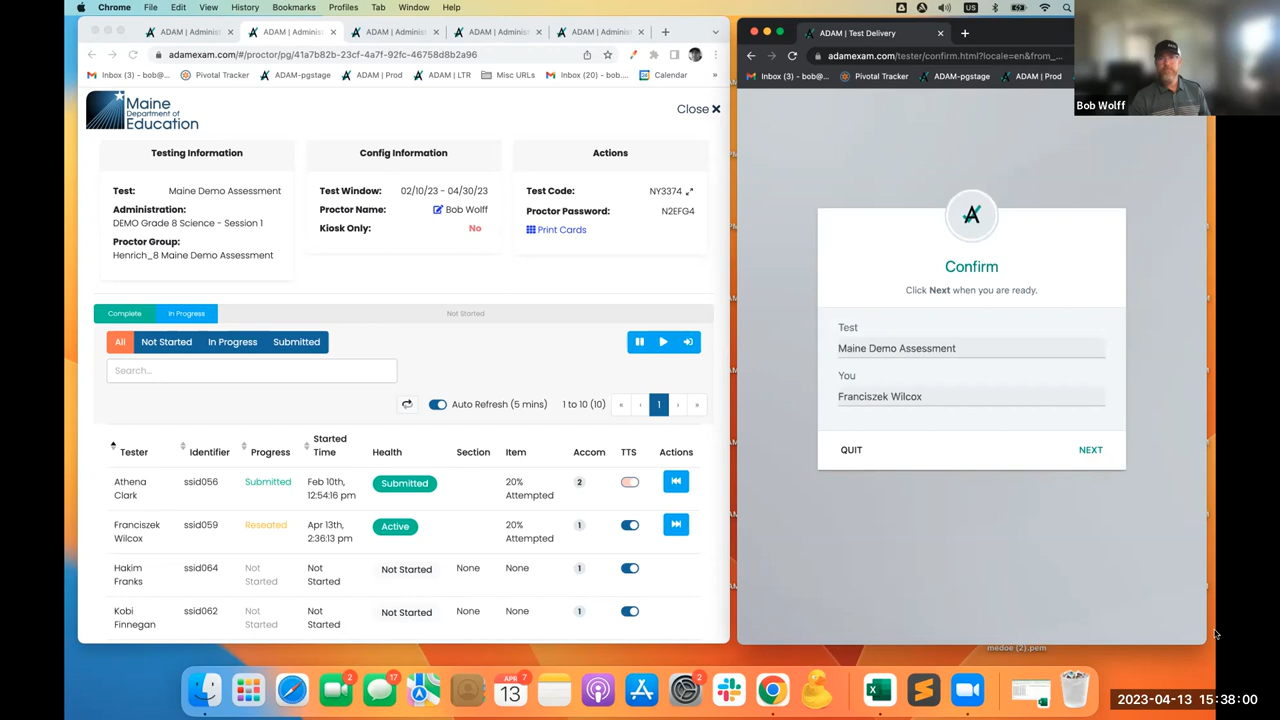 Chrome File Edit View History Bookmarks Profiles Tab Window Help
US
ADAM | Administ ADAM | Administ ADAM | Administ ADAM | Administ ADAM | Administ
adamexam.com/#/proctor/pg/41a7b82b-23cf-4a7f-92fc-46758d8b2a96
Inbox (3) - bob@... Pivotal Tracker ADAM-pgstage ADAM | Prod ADAM | LTR Misc URLs Inbox (20) - bob.... Calendar »
Maine
Department of
Education
Close
Testing Information
Test: Maine Demo Assessment
Administration:
DEMO Grade 8 Science - Session 1
Proctor Group:
Henrich_8 Maine Demo Assessment
Config Information
Test Window: 02/10/23 - 04/30/23
Proctor Name: Bob Wolff
Kiosk Only: No
Actions
Test Code: NY3374
Proctor Password: N2EFG4
Print Cards
Complete In Progress Not Started
All Not Started In Progress Submitted
Search...
Auto Refresh (5 mins) 1 to 10 (10) « ‹ 1 › »
Tester Identifier Progress Started Time Health Section Item Accom TTS Actions
Athena Clark ssid056 Submitted Feb 10th, 12:54:16 pm Submitted 20% Attempted 2
Franciszek Wilcox ssid059 Reseated Apr 13th, 2:36:13 pm Active 20% Attempted 1
Hakim Franks ssid064 Not Started Not Started Not Started None None 1
Kobi Finnegan ssid062 Not Started Not Started Not Started None None 1
ADAM | Test Delivery
adamexam.com/tester/confirm.html?locale=en&from_...
Inbox (3) - bob@... Pivotal Tracker ADAM-pgstage ADAM | Prod
Bob Wolff
Confirm
Click Next when you are ready.
Test
Maine Demo Assessment
You
Franciszek Wilcox
QUIT NEXT
medoe (2).pem
2 17 APR 7 13 2
2023-04-13 15:38:00